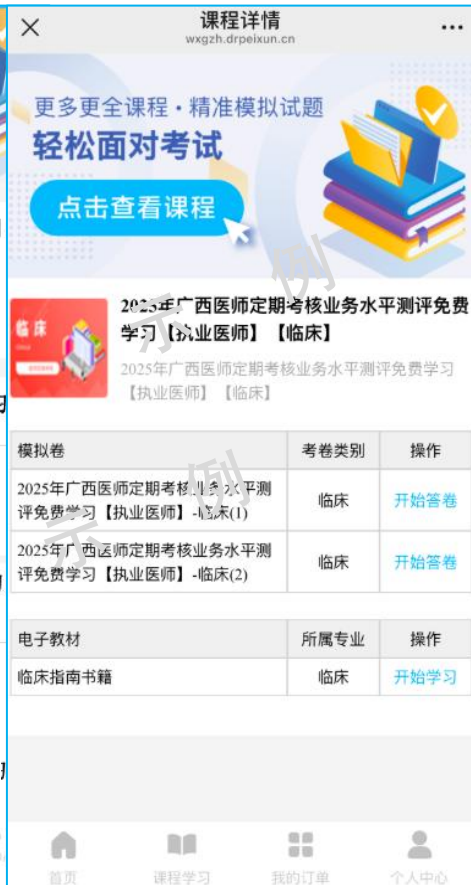 课程详情
wxgzh.drpeixun.cn
更多更全课程·精准模拟试题
轻松面对考试
点击查看课程
临床
2025年广西医师定期考核业务水平测评免费
学习【执业医师】【临床】
2025年广西医师定期考核业务水平测评免费学习
【执业医师】【临床】
示例
模拟卷 考卷类别 操作
2025年广西医师定期考核业务水平测
评免费学习【执业医师】-临床(1) 临床 开始答卷
2025年广西医师定期考核业务水平测
评免费学习【执业医师】-临床(2) 临床 开始答卷
示例
电子教材 所属专业 操作
临床指南书籍 临床 开始学习
首页 课程学习 我的订单 个人中心